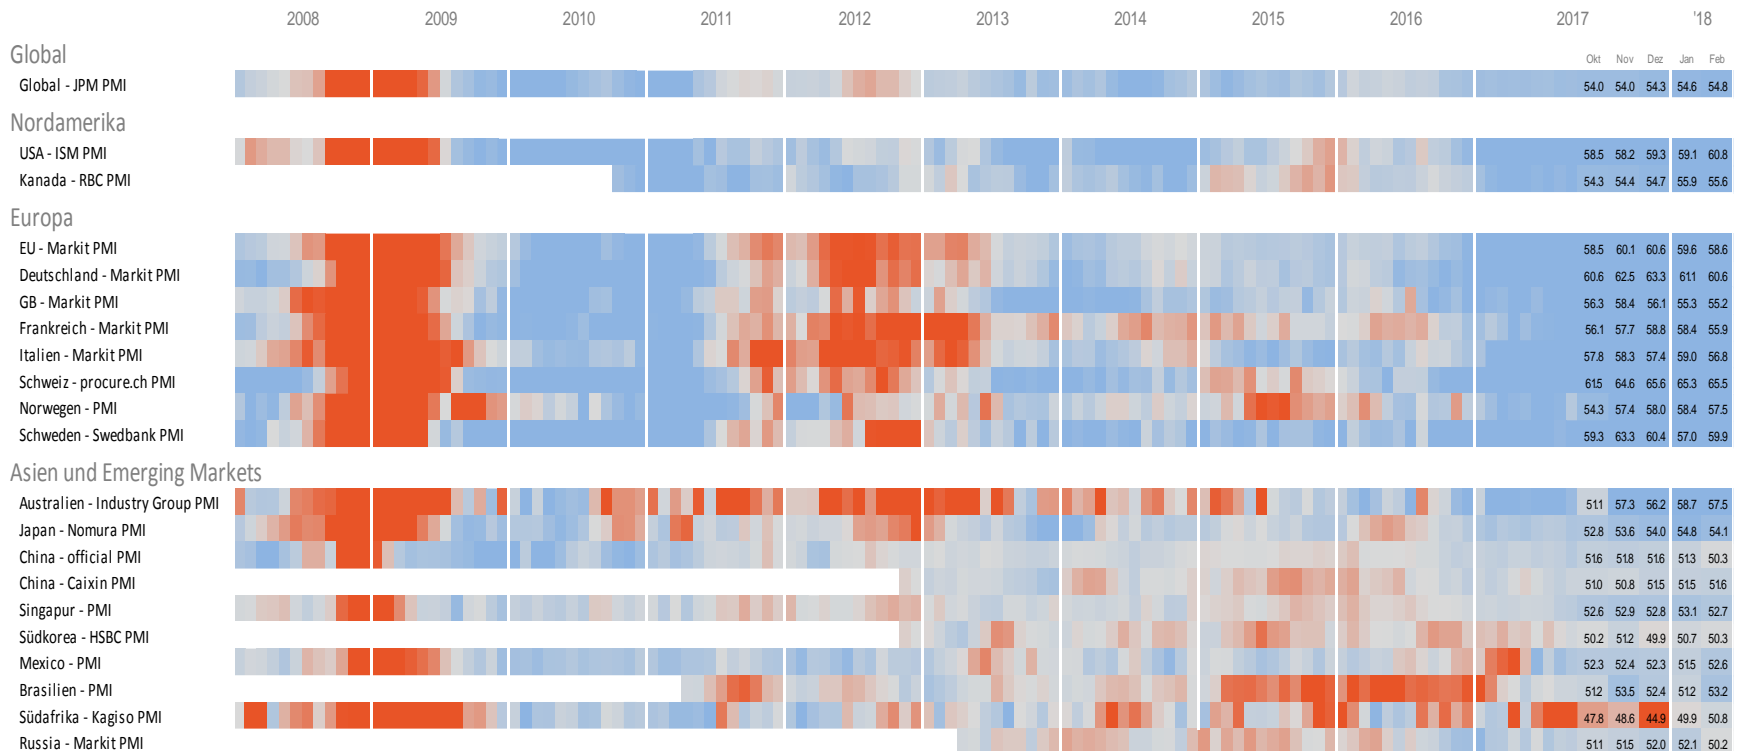 2008 2009 2010 2011 2012 2013 2014 2015 2016 2017 '18
Global
Okt Nov Dez Jan Feb
Global - JPM PMI 54.0 54.0 54.3 54.6 54.8
Nordamerika
USA - ISM PMI 58.5 58.2 59.3 59.1 60.8
Kanada - RBC PMI 54.3 54.4 54.7 55.9 55.6
Europa
EU - Markit PMI 58.5 60.1 60.6 59.6 58.6
Deutschland - Markit PMI 60.6 62.5 63.3 61.1 60.6
GB - Markit PMI 56.3 58.4 56.1 55.3 55.2
Frankreich - Markit PMI 56.1 57.7 58.8 58.4 55.9
Italien - Markit PMI 57.8 58.3 57.4 59.0 56.8
Schweiz - procure.ch PMI 61.5 64.6 65.6 65.3 65.5
Norwegen - PMI 54.3 57.4 58.0 58.4 57.5
Schweden - Swedbank PMI 59.3 63.3 60.4 57.0 59.9
Asien und Emerging Markets
Australien - Industry Group PMI 51.1 57.3 56.2 58.7 57.5
Japan - Nomura PMI 52.8 53.6 54.0 54.8 54.1
China - official PMI 51.6 51.8 51.6 51.3 50.3
China - Caixin PMI 51.0 50.8 51.5 51.5 51.6
Singapur - PMI 52.6 52.9 52.8 53.1 52.7
Südkorea - HSBC PMI 50.2 51.2 49.9 50.7 50.3
Mexico - PMI 52.3 52.4 52.3 51.5 52.6
Brasilien - PMI 51.2 53.5 52.4 51.2 53.2
Südafrika - Kagiso PMI 47.8 48.6 44.9 49.9 50.8
Russia - Markit PMI 51.1 51.5 52.0 52.1 50.2